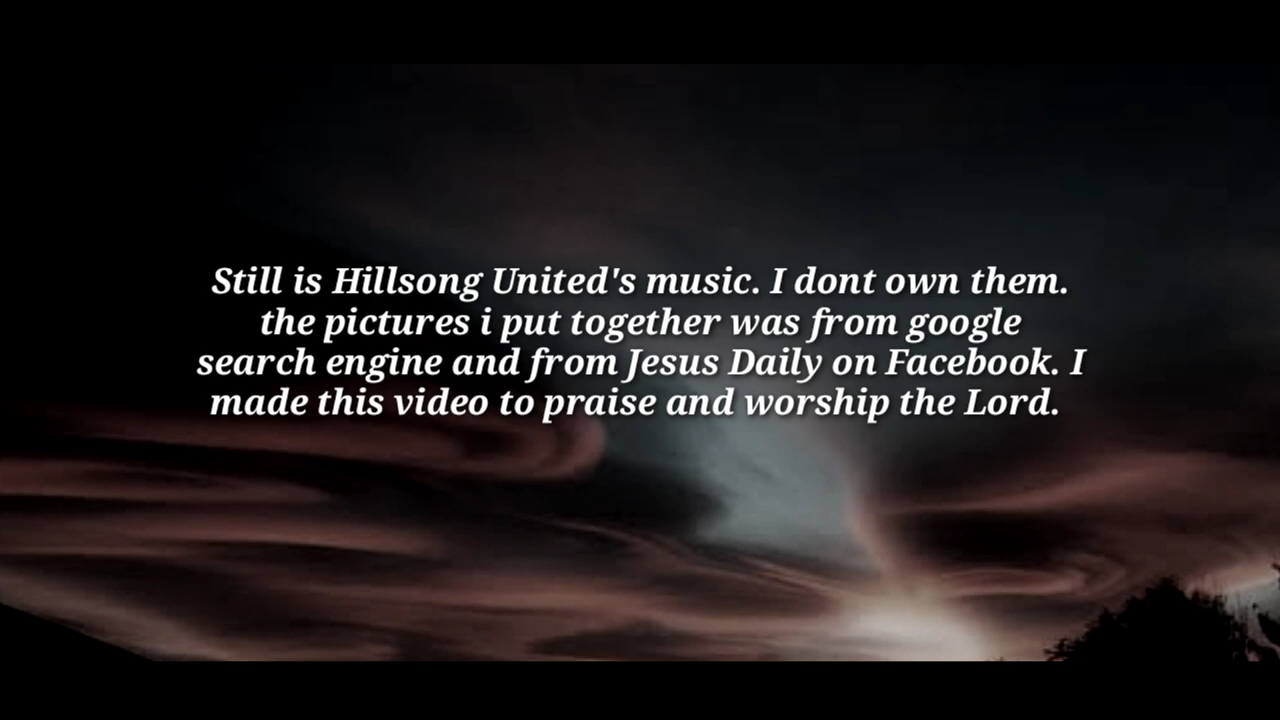 Still is Hillsong United's music. I dont own them.
the pictures i put together was from google
search engine and from Jesus Daily on Facebook. I
made this video to praise and worship the Lord.